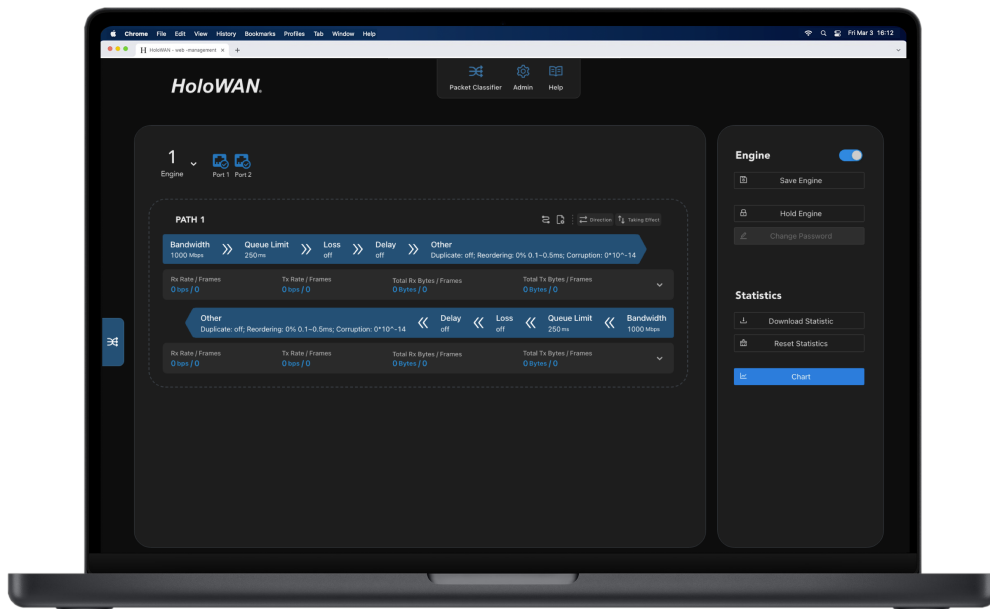 Chrome File Edit View History Bookmarks Profiles Tab Window Help Fri Mar 3 16:12
H HoloWAN - web -management × +
HoloWAN.
Packet Classifier Admin Help
1
Engine
Port 1 Port 2
PATH 1
Direction Taking Effect
Bandwidth Queue Limit Loss Delay Other
1000 Mbps 250ms off off Duplicate: off; Reordering: 0% 0.1~0.5ms; Corruption: 0*10^-14
Rx Rate / Frames Tx Rate / Frames Total Rx Bytes / Frames Total Tx Bytes / Frames
0 bps / 0 0 bps / 0 0 Bytes / 0 0 Bytes / 0
Other Delay Loss Queue Limit Bandwidth
Duplicate: off; Reordering: 0% 0.1~0.5ms; Corruption: 0*10^-14 off off 250 ms 1000 Mbps
Rx Rate / Frames Tx Rate / Frames Total Rx Bytes / Frames Total Tx Bytes / Frames
0 bps / 0 0 bps / 0 0 Bytes / 0 0 Bytes / 0
Engine
Save Engine
Hold Engine
Change Password
Statistics
Download Statistic
Reset Statistics
Chart